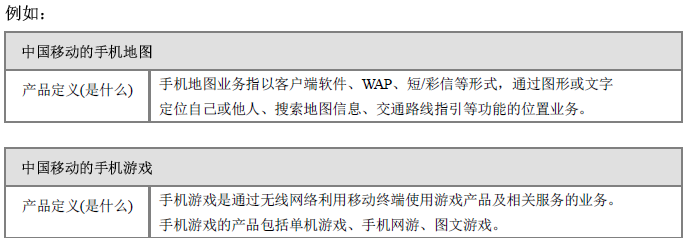 例如：
中国移动的手机地图
产品定义(是什么)
手机地图业务指以客户端软件、WAP、短/彩信等形式，通过图形或文字
定位自己或他人、搜索地图信息、交通路线指引等功能的位置业务。
中国移动的手机游戏
产品定义(是什么)
手机游戏是通过无线网络利用移动终端使用游戏产品及相关服务的业务。
手机游戏的产品包括单机游戏、手机网游、图文游戏。